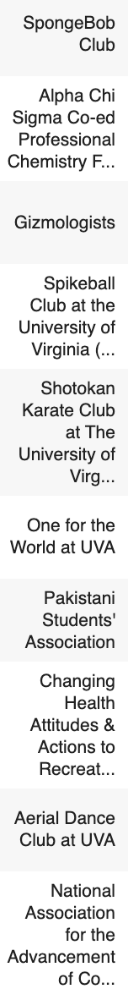 SpongeBob
Club
Alpha Chi
Sigma Co-ed
Professional
Chemistry F...
Gizmologists
Spikeball
Club at the
University of
Virginia (...
Shotokan
Karate Club
at The
University of
Virg...
One for the
World at UVA
Pakistani
Students'
Association
Changing
Health
Attitudes &
Actions to
Recreat...
Aerial Dance
Club at UVA
National
Association
for the
Advancement
of Co...